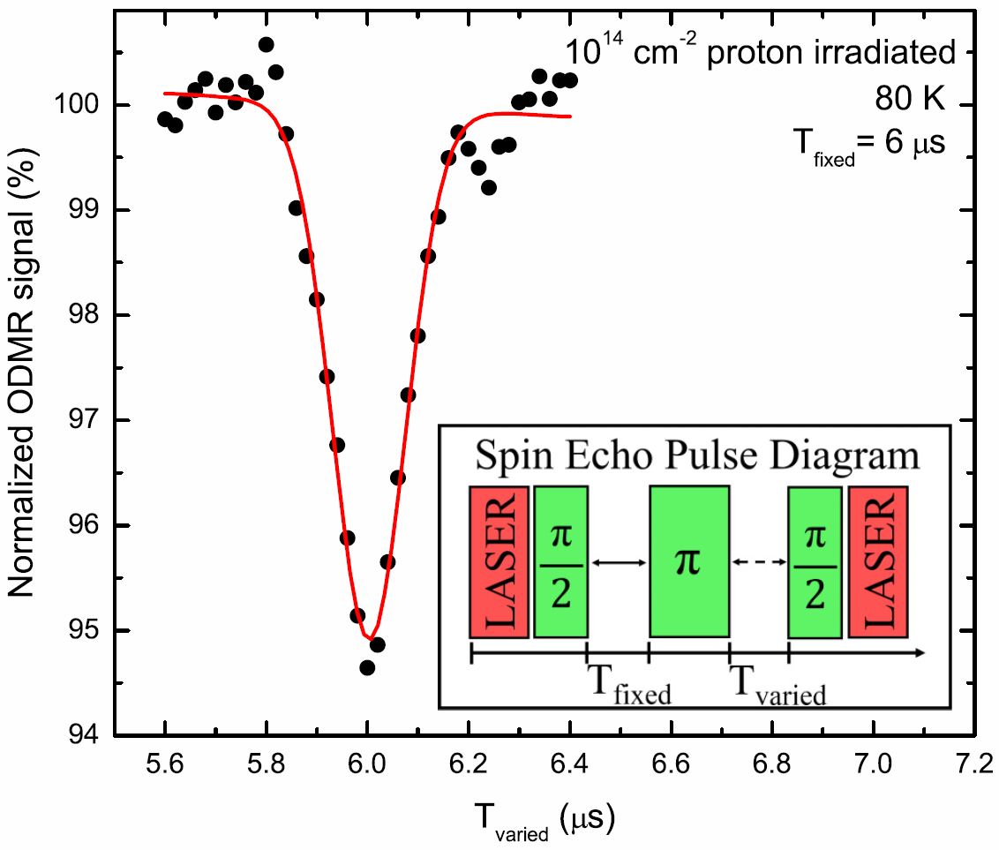 10¹⁴ cm⁻² proton irradiated
80 K
T_fixed = 6 μs
Normalized ODMR signal (%)
100
99
98
97
96
95
94
Spin Echo Pulse Diagram
LASER π/2 π π/2 LASER
T_fixed T_varied
5.6 5.8 6.0 6.2 6.4 6.6 6.8 7.0 7.2
T_varied (μs)